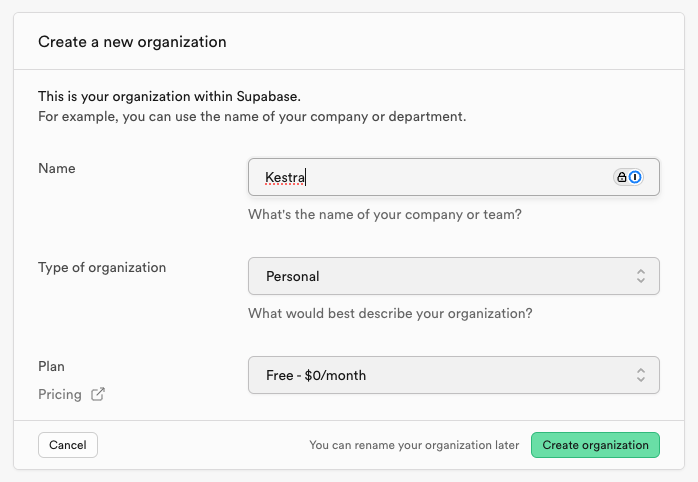 Create a new organization
This is your organization within Supabase.
For example, you can use the name of your company or department.
Name
Kestra
What's the name of your company or team?
Type of organization
Personal
What would best describe your organization?
Plan
Free - $0/month
Pricing
Cancel
You can rename your organization later
Create organization